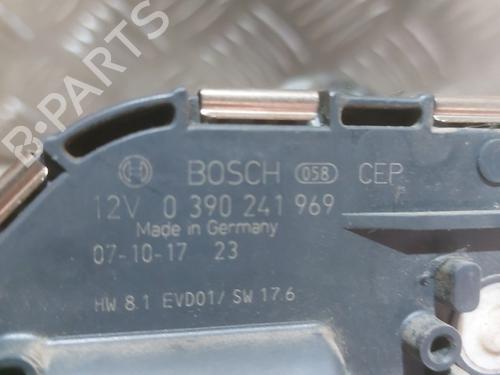 B-PARTS
BOSCH 058 CEP
12V 0 390 241 969
Made in Germany
07-10-17 23
HW 8.1 EVD01/ SW 17.6